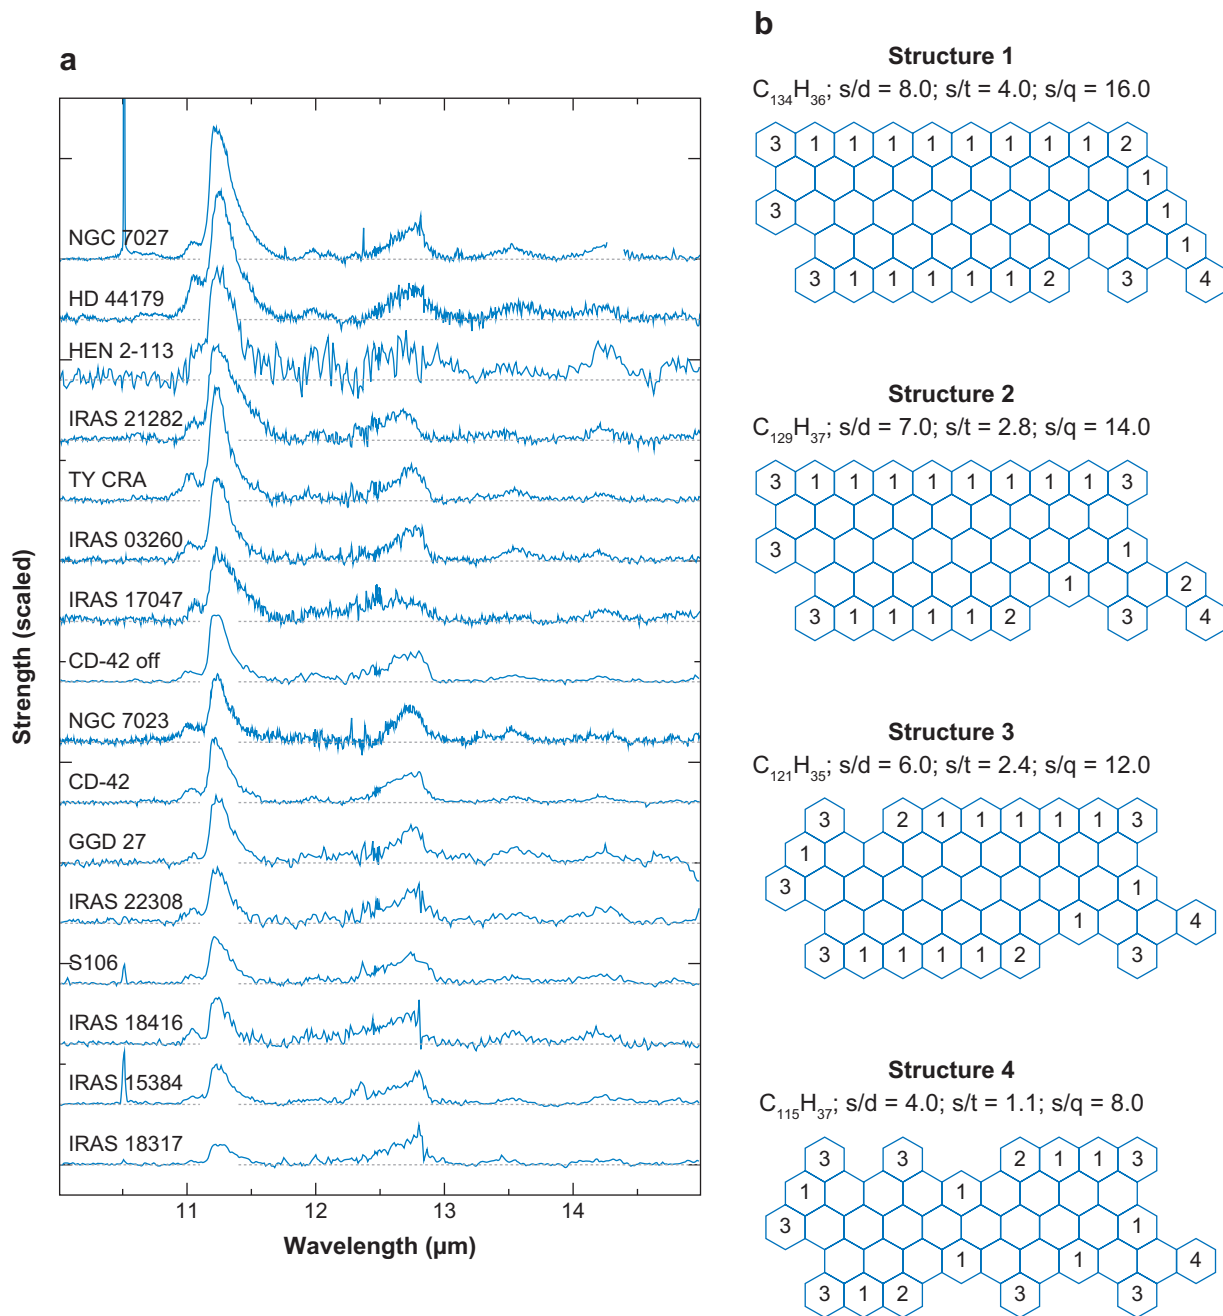 a
Strength (scaled)
NGC 7027
HD 44179
HEN 2-113
IRAS 21282
TY CRA
IRAS 03260
IRAS 17047
CD-42 off
NGC 7023
CD-42
GGD 27
IRAS 22308
S106
IRAS 18416
IRAS 15384
IRAS 18317
11 12 13 14
Wavelength (µm)
b
Structure 1
C134H36; s/d = 8.0; s/t = 4.0; s/q = 16.0
3 1 1 1 1 1 1 1 1 2
1
3 1
1
3 1 1 1 1 1 2 3 4
Structure 2
C129H37; s/d = 7.0; s/t = 2.8; s/q = 14.0
3 1 1 1 1 1 1 1 1 3
3 1
1 2
3 1 1 1 1 2 3 4
Structure 3
C121H35; s/d = 6.0; s/t = 2.4; s/q = 12.0
3 2 1 1 1 1 1 3
1
3 1
1 4
3 1 1 1 1 2 3
Structure 4
C115H37; s/d = 4.0; s/t = 1.1; s/q = 8.0
3 3 2 1 1 3
1 1
3 1
1 1 4
3 1 2 3 3